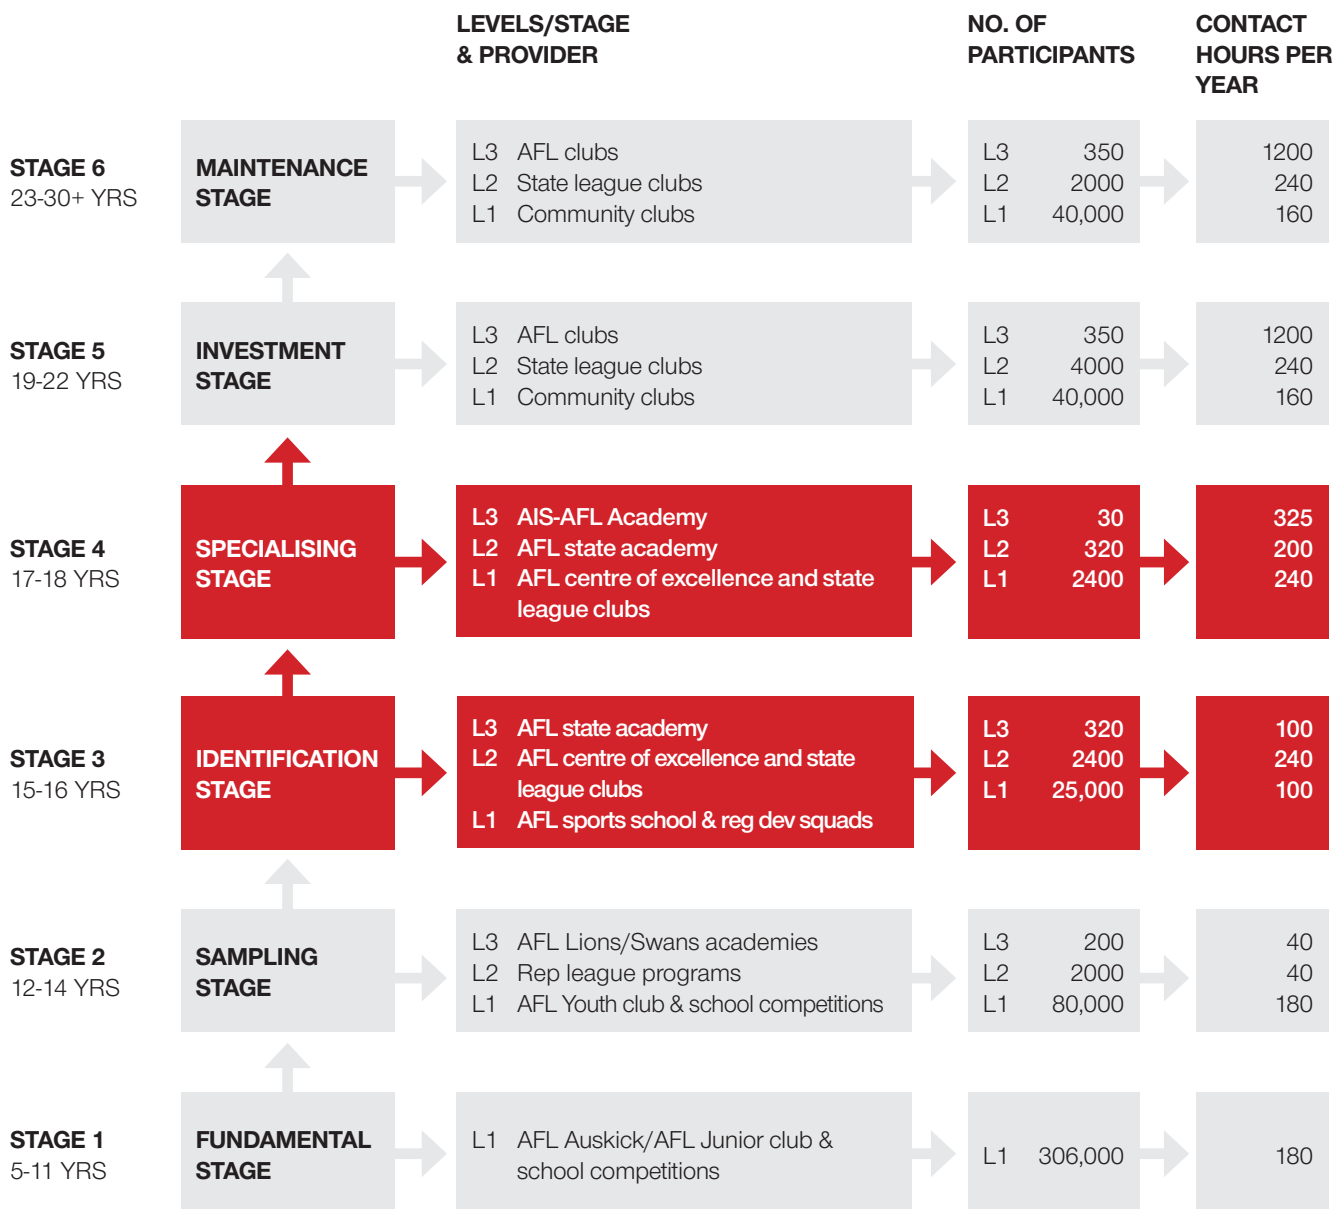 LEVELS/STAGE
& PROVIDER
NO. OF
PARTICIPANTS
CONTACT
HOURS PER
YEAR
STAGE 6
23-30+ YRS
MAINTENANCE
STAGE
L3 AFL clubs
L2 State league clubs
L1 Community clubs
L3 350
L2 2000
L1 40,000
1200
240
160
STAGE 5
19-22 YRS
INVESTMENT
STAGE
L3 AFL clubs
L2 State league clubs
L1 Community clubs
L3 350
L2 4000
L1 40,000
1200
240
160
STAGE 4
17-18 YRS
SPECIALISING
STAGE
L3 AIS-AFL Academy
L2 AFL state academy
L1 AFL centre of excellence and state
league clubs
L3 30
L2 320
L1 2400
325
200
240
STAGE 3
15-16 YRS
IDENTIFICATION
STAGE
L3 AFL state academy
L2 AFL centre of excellence and state
league clubs
L1 AFL sports school & reg dev squads
L3 320
L2 2400
L1 25,000
100
240
100
STAGE 2
12-14 YRS
SAMPLING
STAGE
L3 AFL Lions/Swans academies
L2 Rep league programs
L1 AFL Youth club & school competitions
L3 200
L2 2000
L1 80,000
40
40
180
STAGE 1
5-11 YRS
FUNDAMENTAL
STAGE
L1 AFL Auskick/AFL Junior club &
school competitions
L1 306,000
180